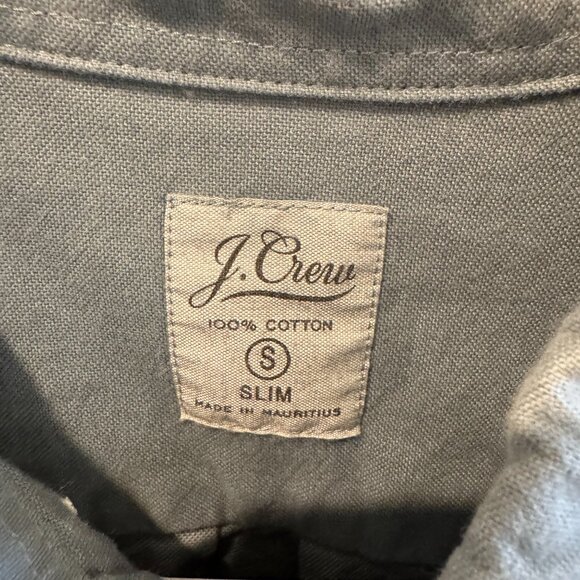 J.Crew
100% COTTON
S
SLIM
MADE IN MAURITIUS